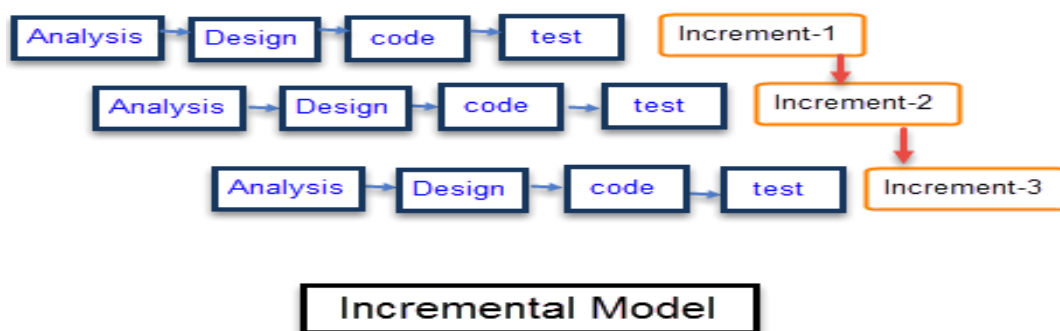 Analysis Design code test Increment-1
Analysis Design code test Increment-2
Analysis Design code test Increment-3
Incremental Model